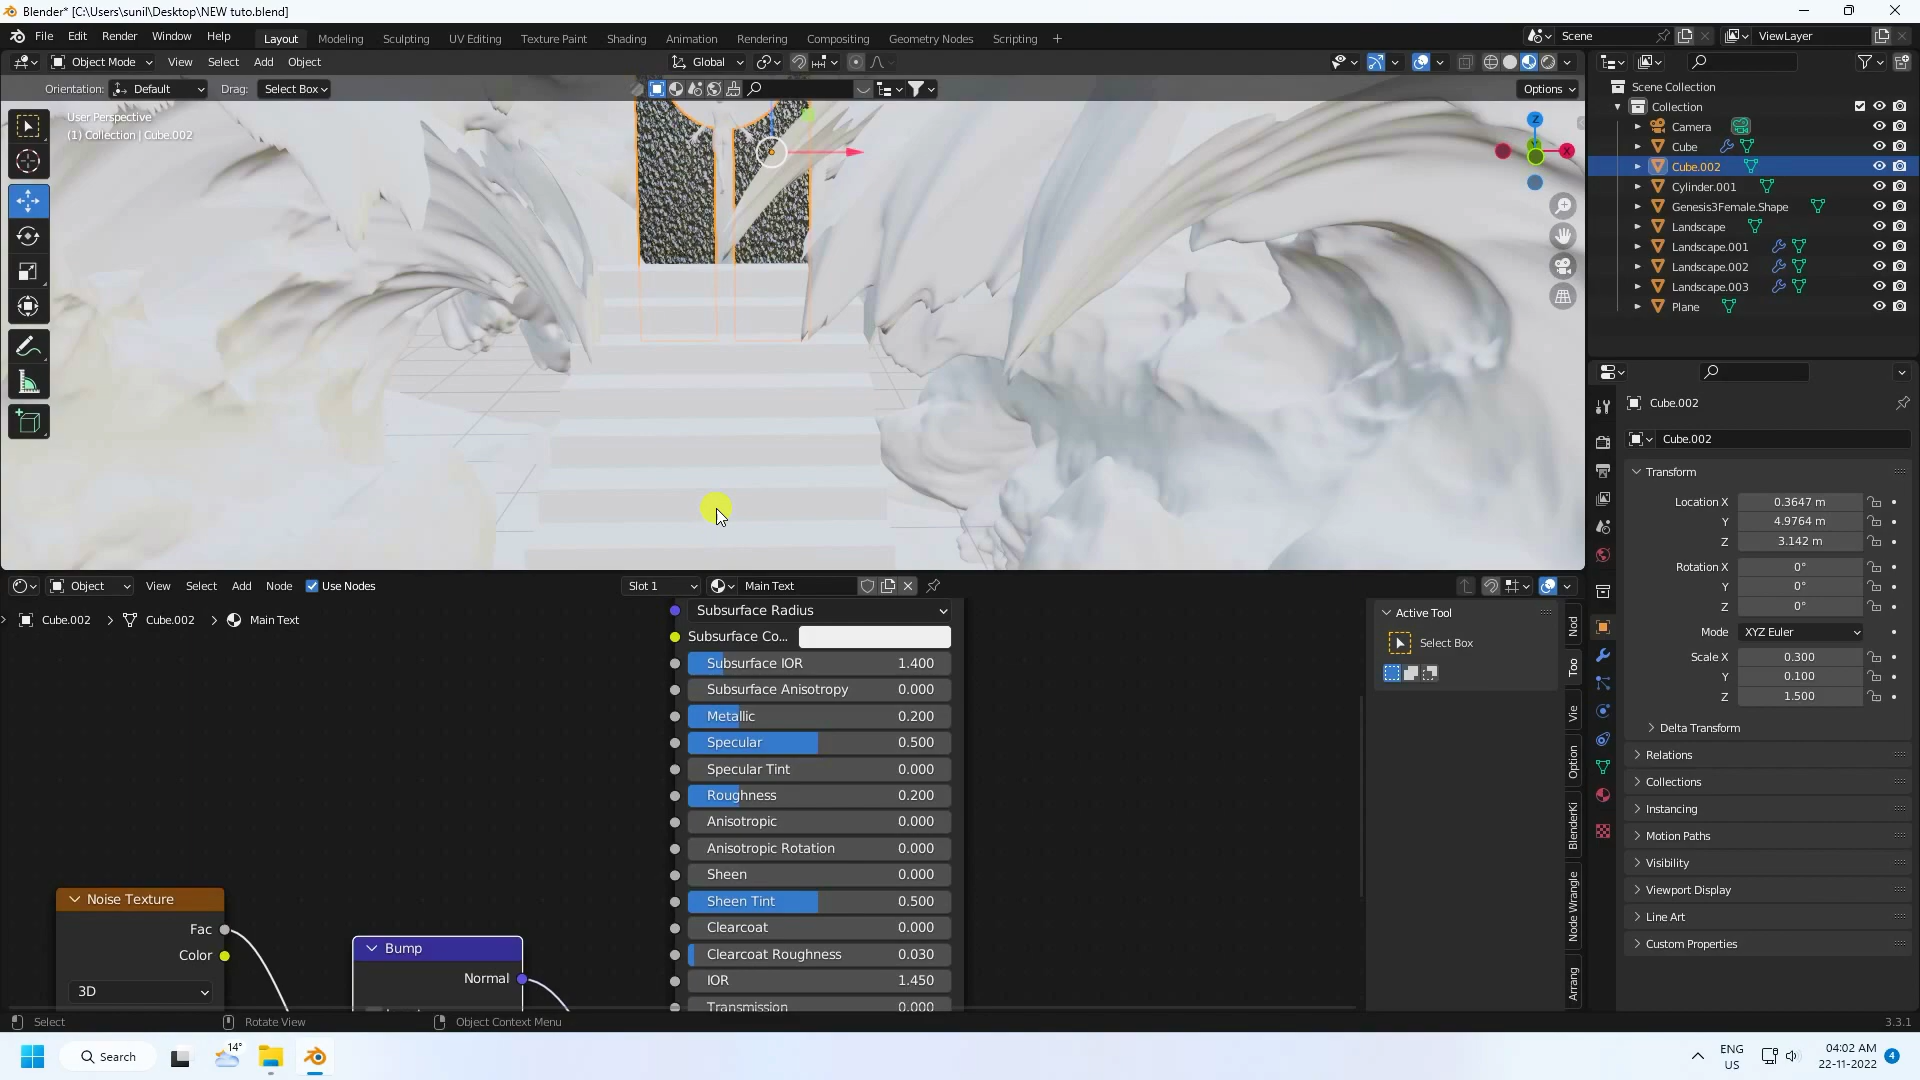 Blender* [C:\Users\sunil\Desktop\NEW tuto.blend]
File Edit Render Window Help Layout Modeling Sculpting UV Editing Texture Paint Shading Animation Rendering Compositing Geometry Nodes Scripting + Scene ViewLayer
Object Mode View Select Add Object Global
Orientation: Default Drag: Select Box Options
User Perspective
(1) Collection | Cube.002
Z
X
Scene Collection
Collection
Camera
Cube
Cube.002
Cylinder.001
Genesis3Female.Shape
Landscape
Landscape.001
Landscape.002
Landscape.003
Plane
Cube.002
Cube.002
Transform
Location X 0.3647 m
Y 4.9764 m
Z 3.142 m
Rotation X 0°
Y 0°
Z 0°
Mode XYZ Euler
Scale X 0.300
Y 0.100
Z 1.500
Delta Transform
Relations
Collections
Instancing
Motion Paths
Visibility
Viewport Display
Line Art
Custom Properties
Object View Select Add Node Use Nodes Slot 1 Main Text
Cube.002 > Cube.002 > Main Text
Subsurface Radius
Subsurface Co...
Subsurface IOR 1.400
Subsurface Anisotropy 0.000
Metallic 0.200
Specular 0.500
Specular Tint 0.000
Roughness 0.200
Anisotropic 0.000
Anisotropic Rotation 0.000
Sheen 0.000
Sheen Tint 0.500
Clearcoat 0.000
Clearcoat Roughness 0.030
IOR 1.450
Transmission 0.000
Noise Texture
Fac
Color
3D
Bump
Normal
Active Tool
Select Box
Nod
Too
Vie
Option
BlenderKi
Node Wrangle
Arrang
Select Rotate View Object Context Menu 3.3.1
Search
14°
ENG
US
04:02 AM
22-11-2022
4